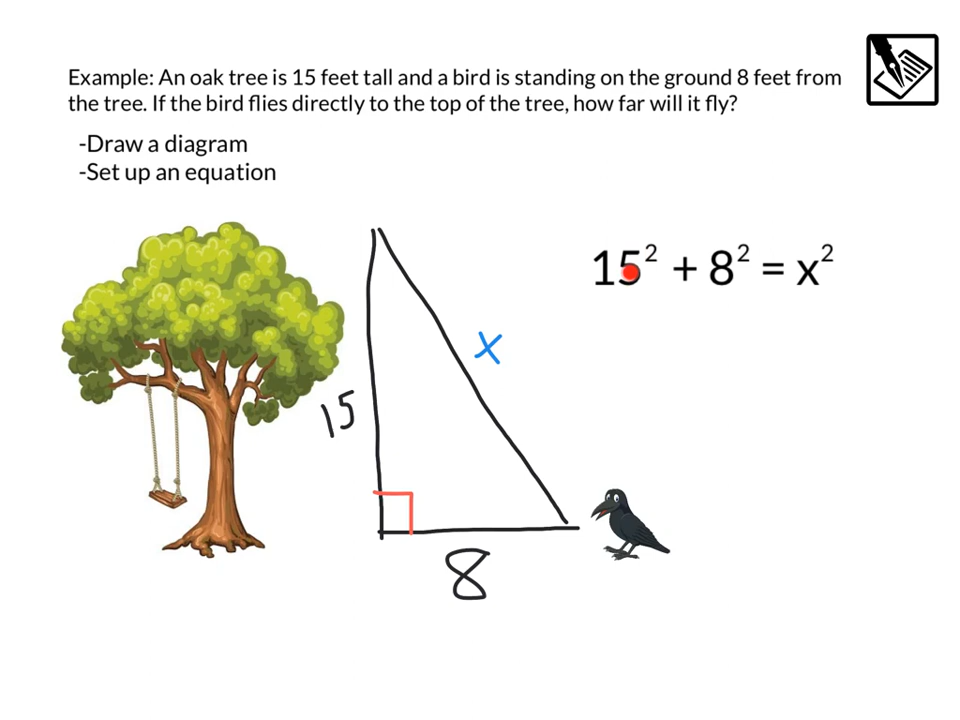 Example: An oak tree is 15 feet tall and a bird is standing on the ground 8 feet from
the tree. If the bird flies directly to the top of the tree, how far will it fly?
-Draw a diagram
-Set up an equation
15² + 8² = x²
x
15
8